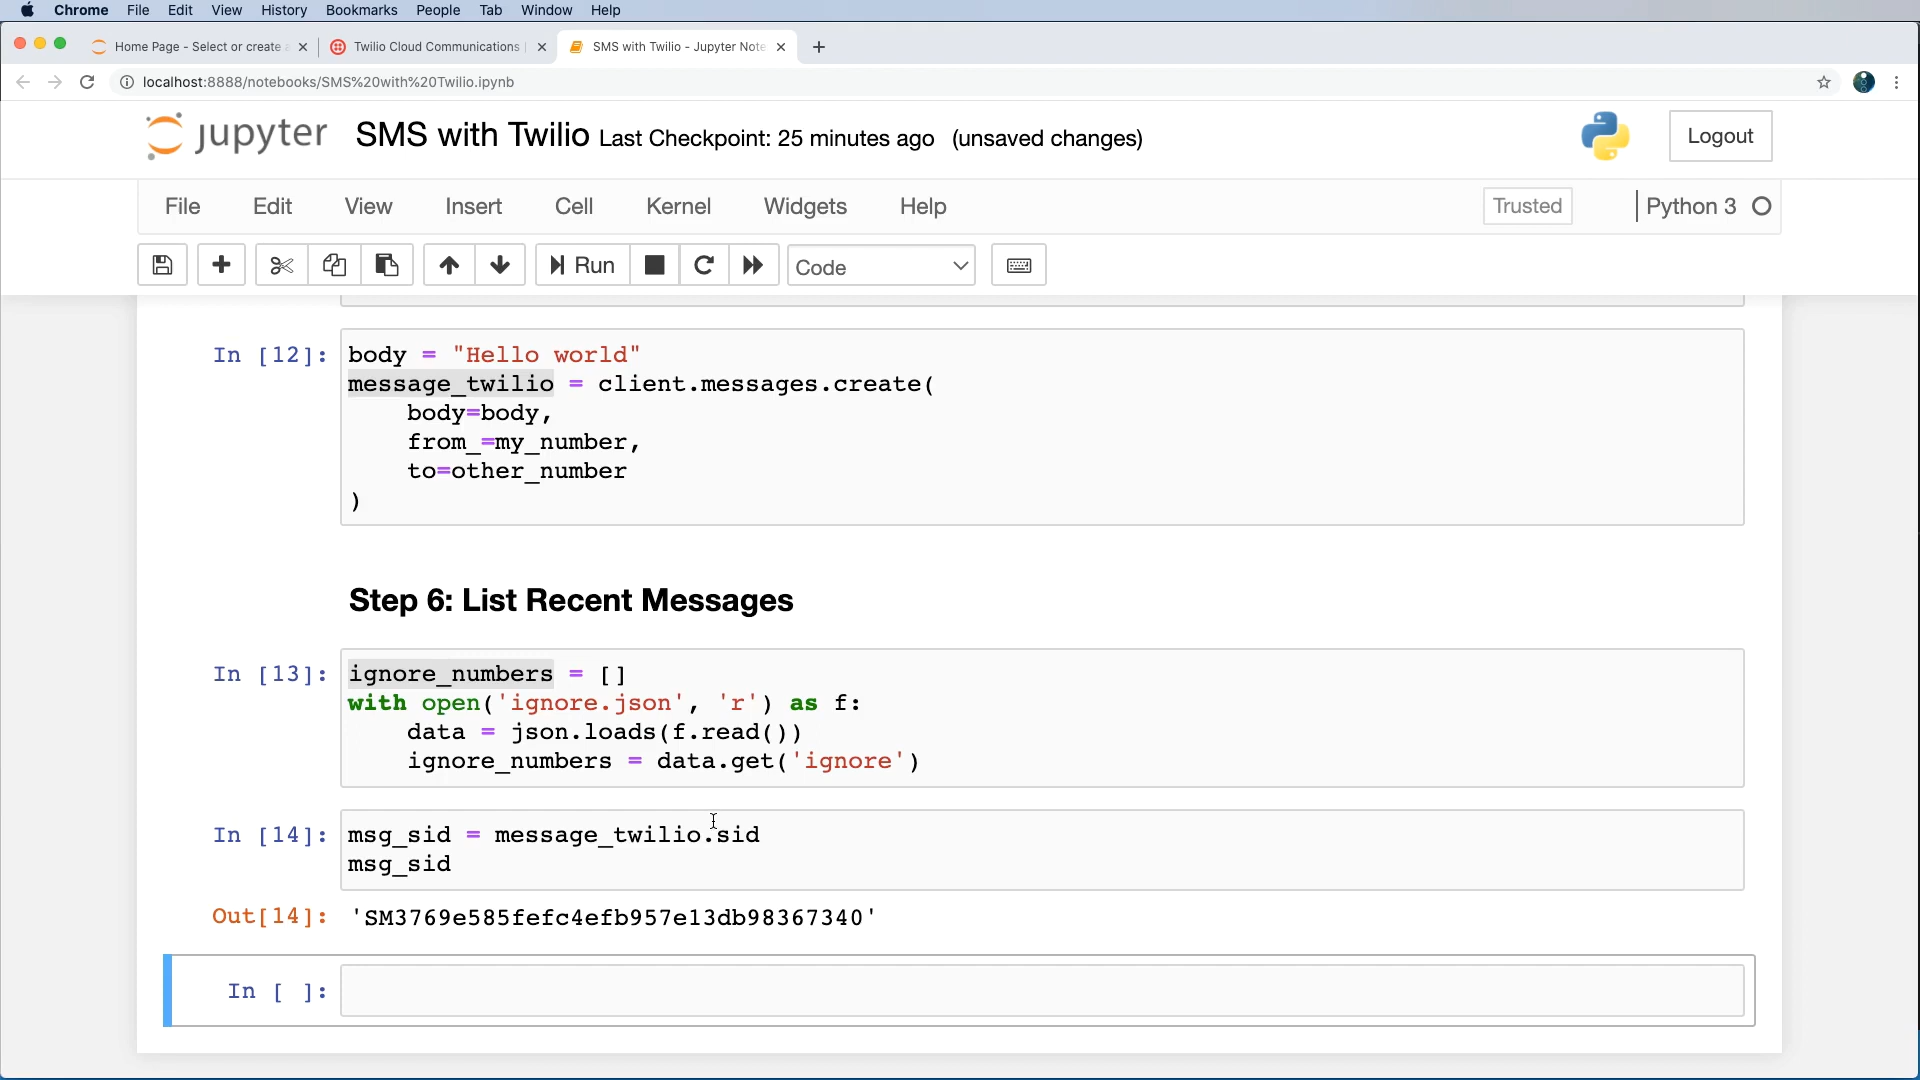 Chrome File Edit View History Bookmarks People Tab Window Help
Home Page - Select or create a
Twilio Cloud Communications
SMS with Twilio - Jupyter Note
localhost:8888/notebooks/SMS%20with%20Twilio.ipynb
jupyter SMS with Twilio Last Checkpoint: 25 minutes ago (unsaved changes)
Logout
File Edit View Insert Cell Kernel Widgets Help
Trusted
Python 3
Run
Code
In [12]: body = "Hello world"
message_twilio = client.messages.create(
body=body,
from_=my_number,
to=other_number
)
Step 6: List Recent Messages
In [13]: ignore_numbers = []
with open('ignore.json', 'r') as f:
data = json.loads(f.read())
ignore_numbers = data.get('ignore')
In [14]: msg_sid = message_twilio.sid
msg_sid
Out[14]: 'SM3769e585fefc4efb957e13db98367340'
In [ ]: